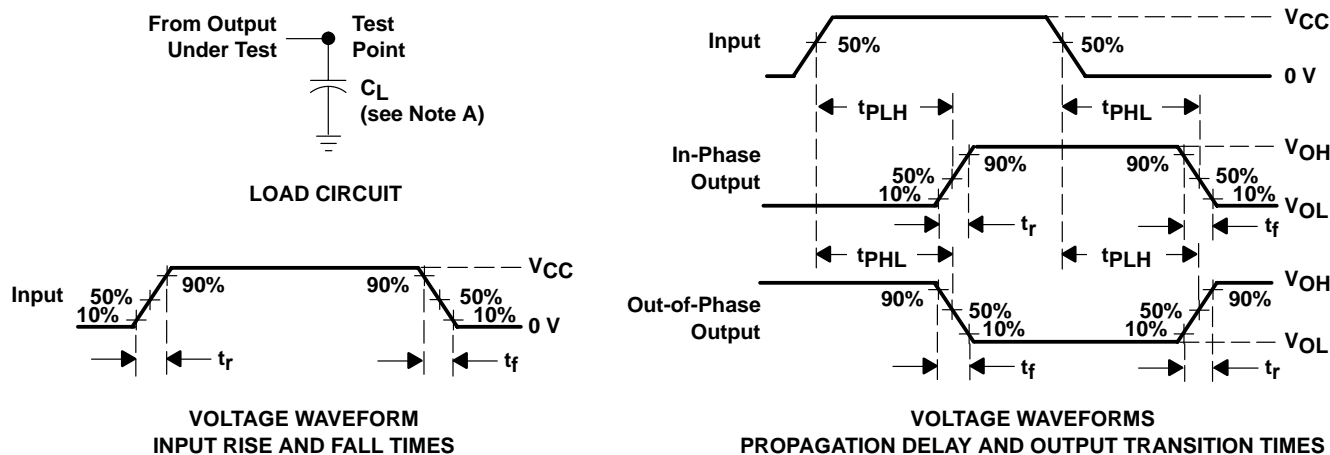 From Output
Under Test
Test
Point
CL
(see Note A)
LOAD CIRCUIT
Input
50%
10%
90%
90%
50%
10%
VCC
0 V
tr
tf
VOLTAGE WAVEFORM
INPUT RISE AND FALL TIMES
Input
50%
50%
VCC
0 V
tPLH
tPHL
In-Phase
Output
50%
10%
90%
90%
50%
10%
VOH
VOL
tr
tf
tPHL
tPLH
Out-of-Phase
Output
90%
50%
10%
50%
10%
90%
VOH
VOL
tf
tr
VOLTAGE WAVEFORMS
PROPAGATION DELAY AND OUTPUT TRANSITION TIMES